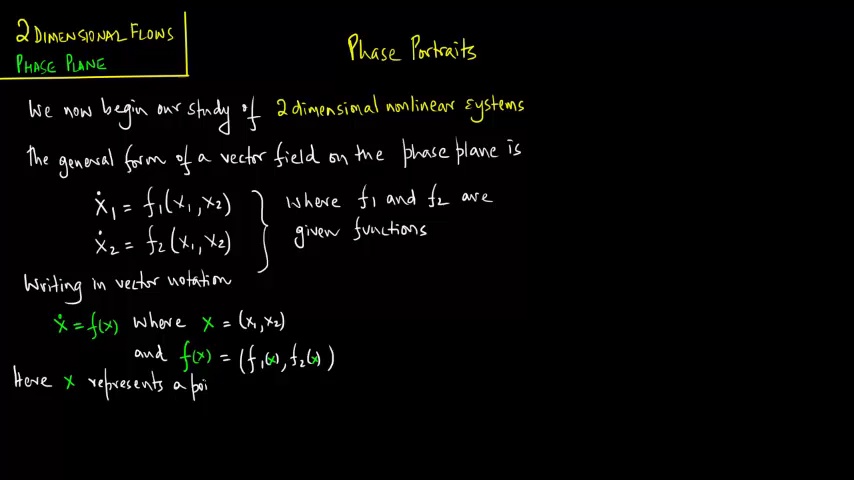 2 DIMENSIONAL FLOWS
PHASE PLANE
Phase Portraits
We now begin our study of 2 dimensional nonlinear systems
The general form of a vector field on the phase plane is
ẋ1 = f1(x1, x2)
ẋ2 = f2(x1, x2)
where f1 and f2 are
given functions
Writing in vector notation
ẋ = f(x) where x = (x1, x2)
and f(x) = (f1(x), f2(x))
Here x represents a poi